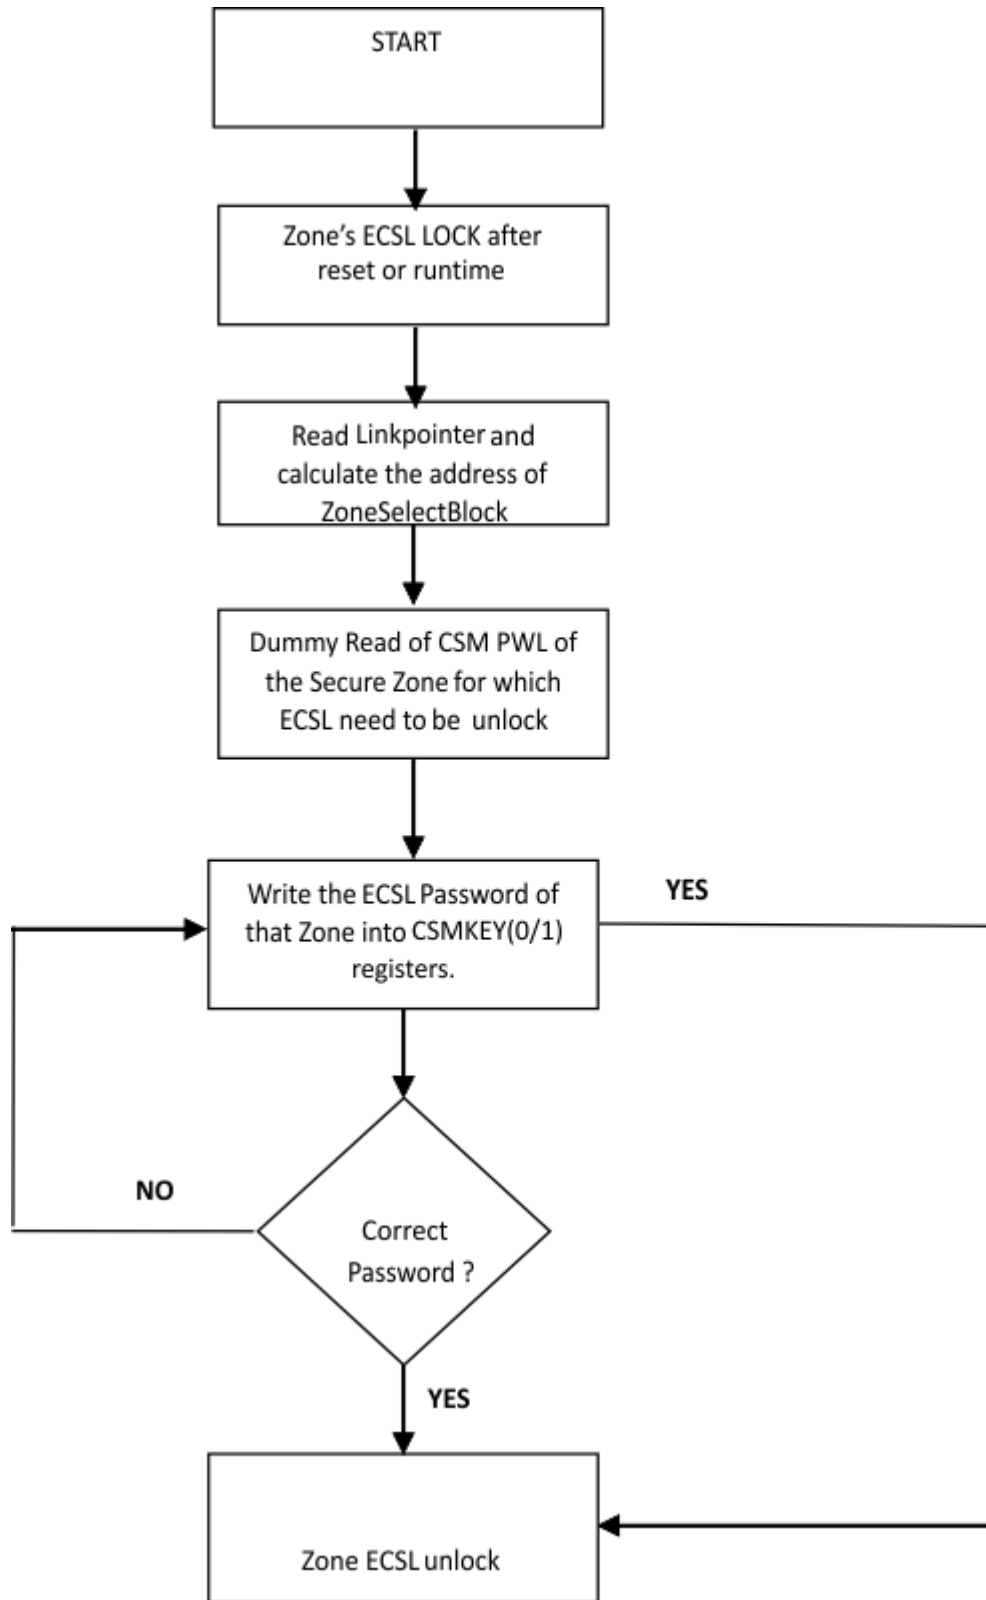 START
Zone's ECSL LOCK after
reset or runtime
Read Linkpointer and
calculate the address of
ZoneSelectBlock
Dummy Read of CSM PWL of
the Secure Zone for which
ECSL need to be unlock
Write the ECSL Password of
that Zone into CSMKEY(0/1)
registers.
YES
NO
Correct
Password ?
YES
Zone ECSL unlock